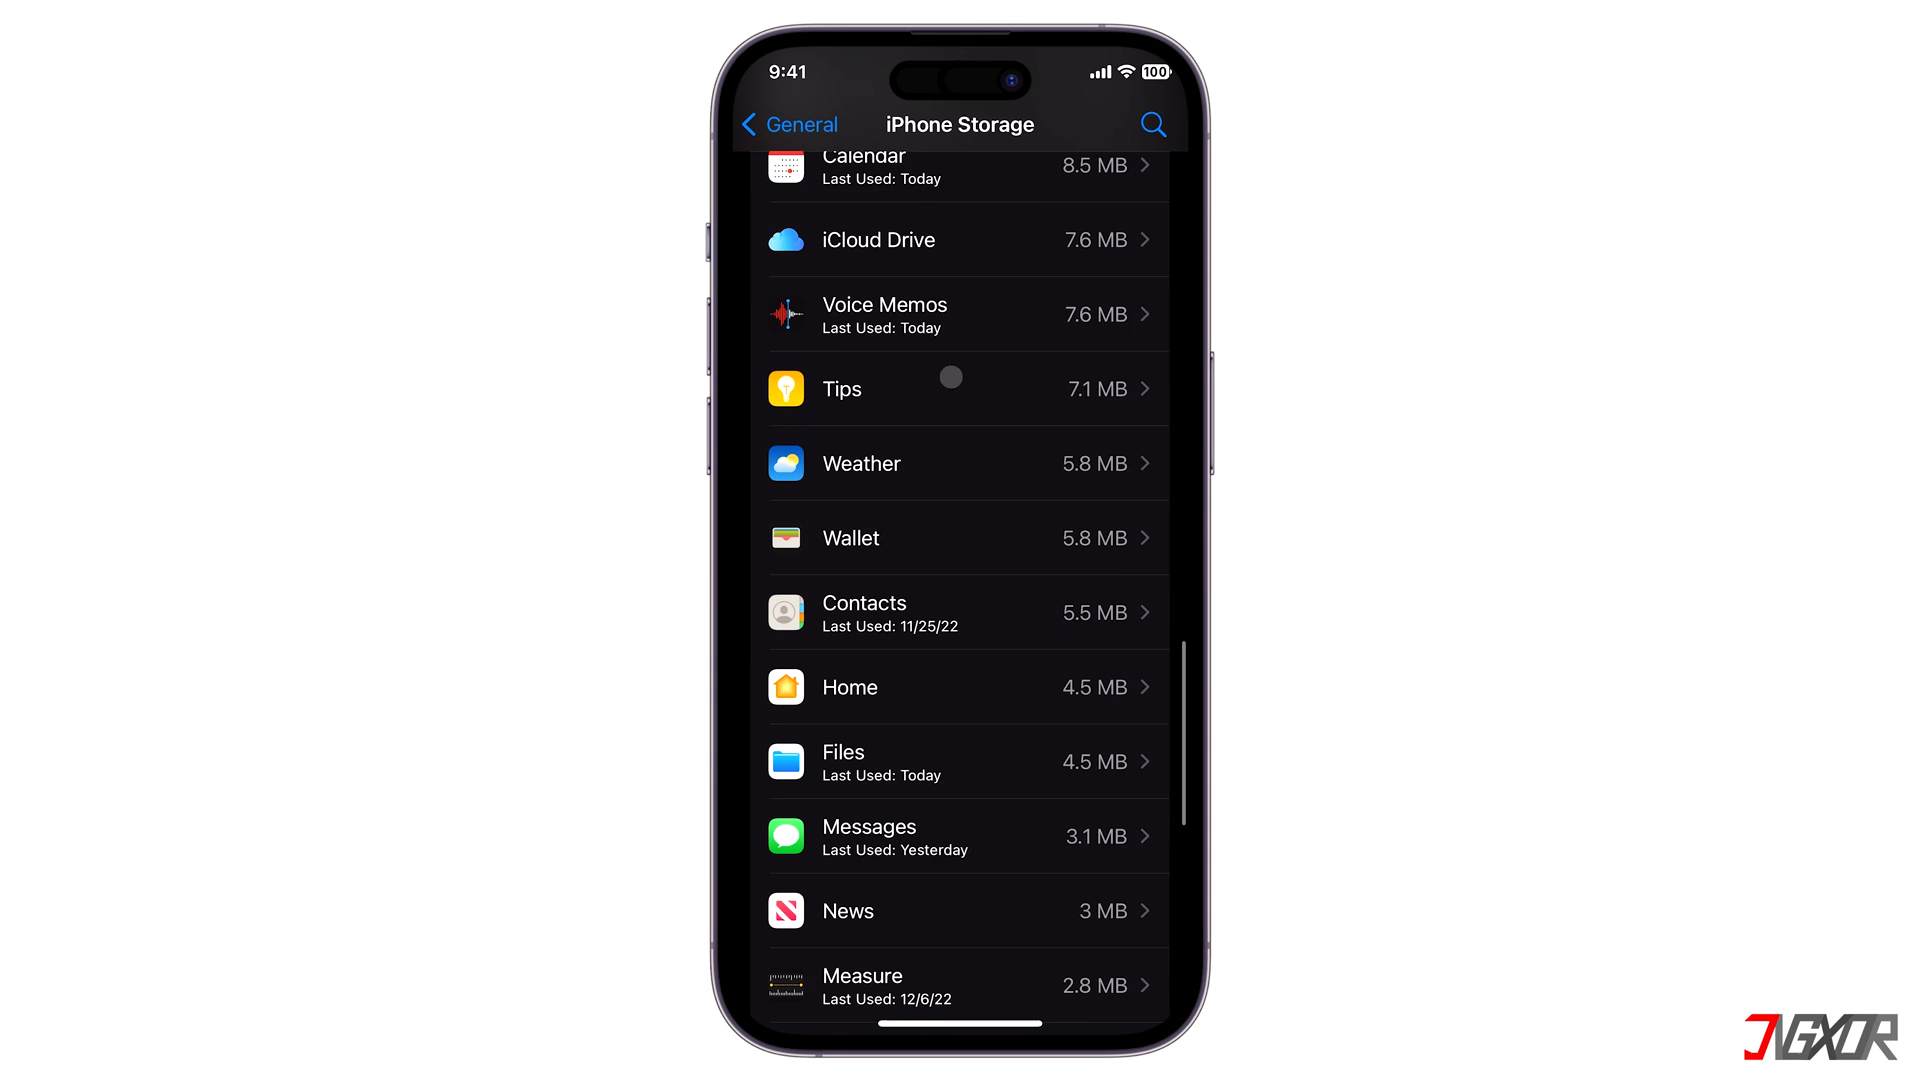 9:41
100
General
iPhone Storage
Calendar
Last Used: Today
8.5 MB
iCloud Drive
7.6 MB
Voice Memos
Last Used: Today
7.6 MB
Tips
7.1 MB
Weather
5.8 MB
Wallet
5.8 MB
Contacts
Last Used: 11/25/22
5.5 MB
Home
4.5 MB
Files
Last Used: Today
4.5 MB
Messages
Last Used: Yesterday
3.1 MB
News
3 MB
Measure
Last Used: 12/6/22
2.8 MB
JVGXOR